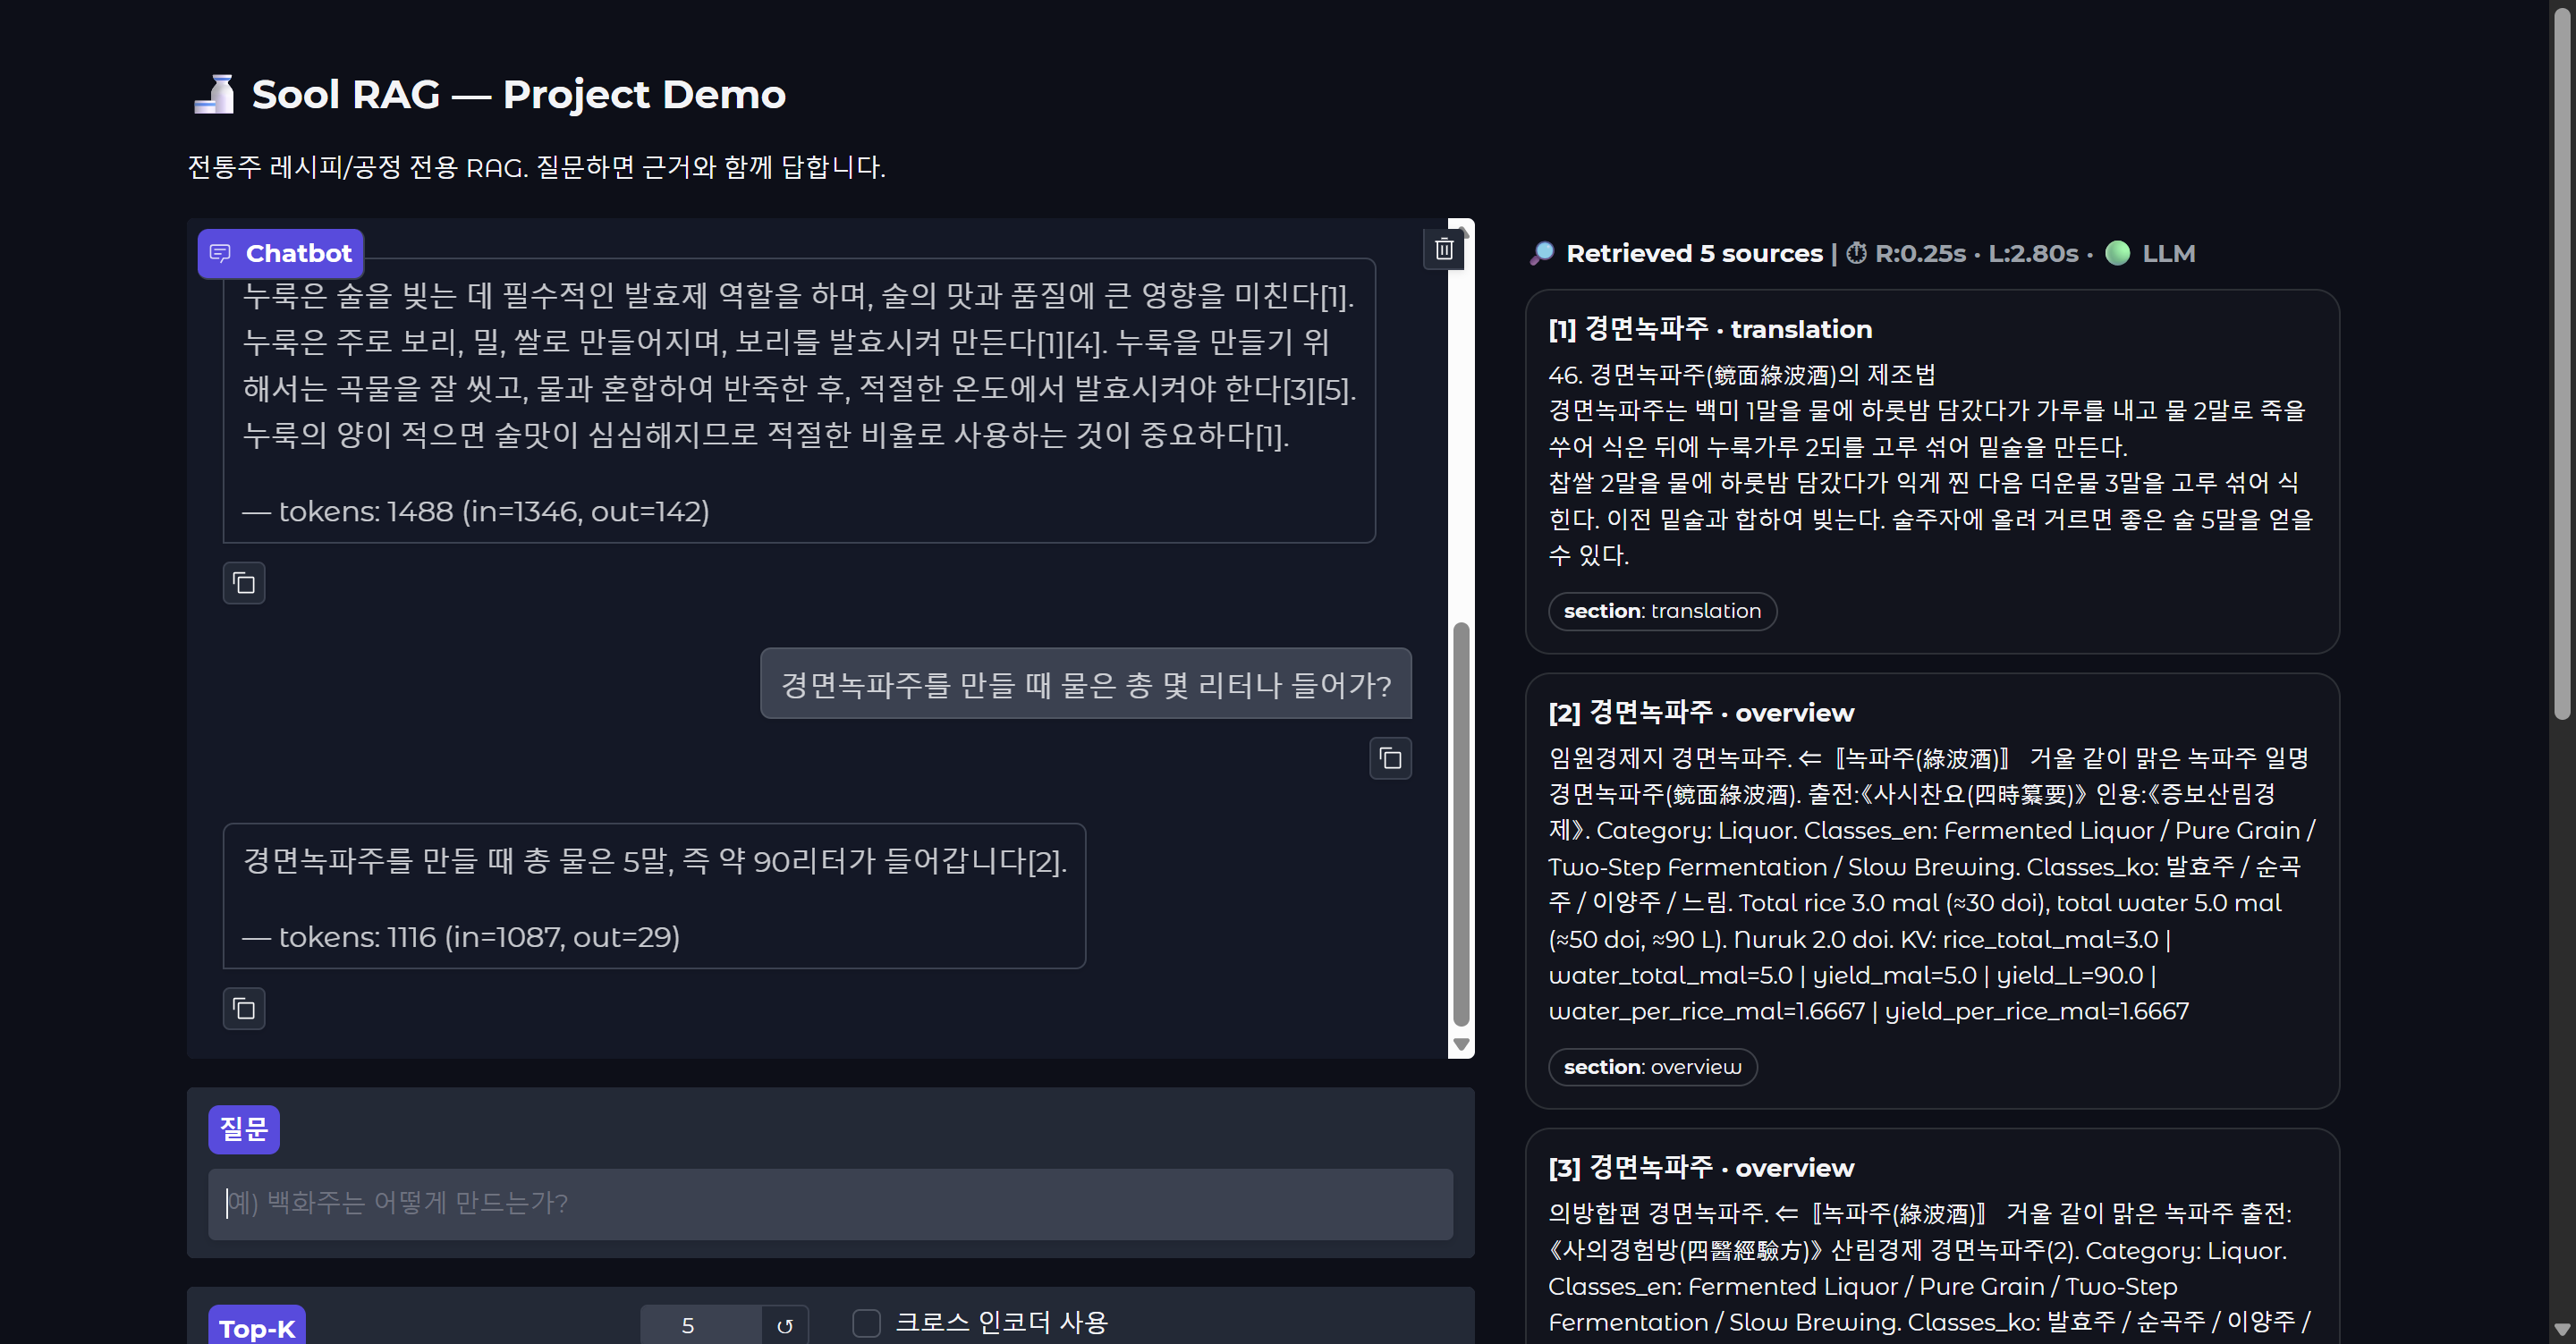 Sool RAG — Project Demo
전통주 레시피/공정 전용 RAG. 질문하면 근거와 함께 답합니다.
Chatbot
누룩은 술을 빚는 데 필수적인 발효제 역할을 하며, 술의 맛과 품질에 큰 영향을 미친다[1].
누룩은 주로 보리, 밀, 쌀로 만들어지며, 보리를 발효시켜 만든다[1][4]. 누룩을 만들기 위
해서는 곡물을 잘 씻고, 물과 혼합하여 반죽한 후, 적절한 온도에서 발효시켜야 한다[3][5].
누룩의 양이 적으면 술맛이 심심해지므로 적절한 비율로 사용하는 것이 중요하다[1].
— tokens: 1488 (in=1346, out=142)
경면녹파주를 만들 때 물은 총 몇 리터나 들어가?
경면녹파주를 만들 때 총 물은 5말, 즉 약 90리터가 들어갑니다[2].
— tokens: 1116 (in=1087, out=29)
질문
예) 백화주는 어떻게 만드는가?
Top-K
5
크로스 인코더 사용
Retrieved 5 sources | ⏱ R:0.25s · L:2.80s · LLM
[1] 경면녹파주 · translation
46. 경면녹파주(鏡面綠波酒)의 제조법
경면녹파주는 백미 1말을 물에 하룻밤 담갔다가 가루를 내고 물 2말로 죽을
쑤어 식은 뒤에 누룩가루 2되를 고루 섞어 밑술을 만든다.
찹쌀 2말을 물에 하룻밤 담갔다가 익게 찐 다음 더운물 3말을 고루 섞어 식
힌다. 이전 밑술과 합하여 빚는다. 술주자에 올려 거르면 좋은 술 5말을 얻을
수 있다.
section: translation
[2] 경면녹파주 · overview
임원경제지 경면녹파주. ⇐〚녹파주(綠波酒)〛 거울 같이 맑은 녹파주 일명
경면녹파주(鏡面綠波酒). 출전:《사시찬요(四時纂要)》 인용:《증보산림경
제》. Category: Liquor. Classes_en: Fermented Liquor / Pure Grain /
Two-Step Fermentation / Slow Brewing. Classes_ko: 발효주 / 순곡
주 / 이양주 / 느림. Total rice 3.0 mal (≈30 doi), total water 5.0 mal
(≈50 doi, ≈90 L). Nuruk 2.0 doi. KV: rice_total_mal=3.0 |
water_total_mal=5.0 | yield_mal=5.0 | yield_L=90.0 |
water_per_rice_mal=1.6667 | yield_per_rice_mal=1.6667
section: overview
[3] 경면녹파주 · overview
의방합편 경면녹파주. ⇐〚녹파주(綠波酒)〛 거울 같이 맑은 녹파주 출전:
《사의경험방(四醫經驗方)》 산림경제 경면녹파주(2). Category: Liquor.
Classes_en: Fermented Liquor / Pure Grain / Two-Step
Fermentation / Slow Brewing. Classes_ko: 발효주 / 순곡주 / 이양주 /